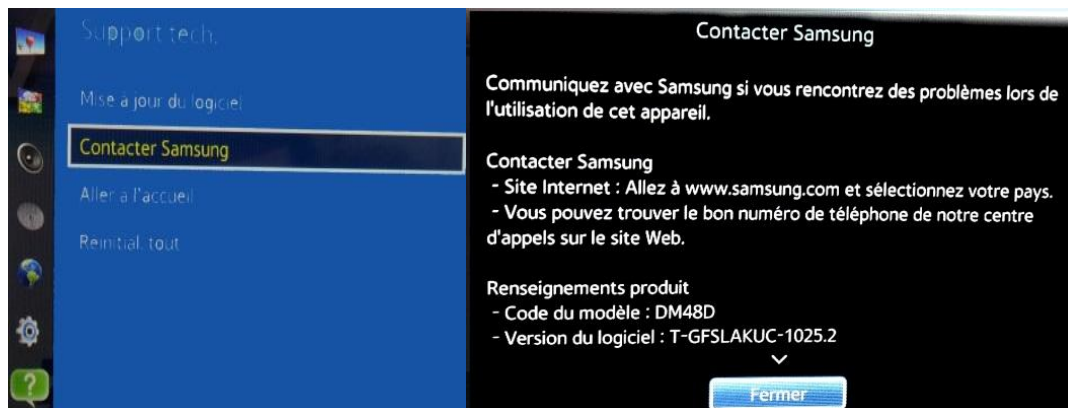 Support tech.
Mise à jour du logiciel
Contacter Samsung
Aller à l'accueil
Réinitial. tout
Contacter Samsung
Communiquez avec Samsung si vous rencontrez des problèmes lors de
l'utilisation de cet appareil.
Contacter Samsung
- Site Internet : Allez à www.samsung.com et sélectionnez votre pays.
- Vous pouvez trouver le bon numéro de téléphone de notre centre
d'appels sur le site Web.
Renseignements produit
- Code du modèle : DM48D
- Version du logiciel : T-GFSLAKUC-1025.2
Fermer
?